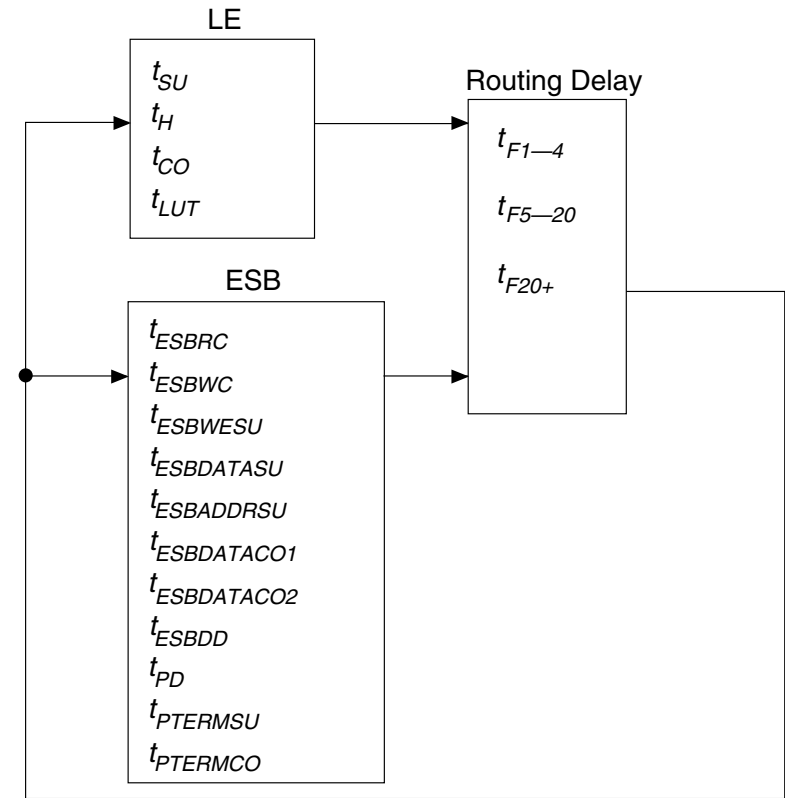 LE
tSU
tH
tCO
tLUT
Routing Delay
tF1—4
tF5—20
tF20+
ESB
tESBRC
tESBWC
tESBWESU
tESBDATASU
tESBADDRSU
tESBDATACO1
tESBDATACO2
tESBDD
tPD
tPTERMSU
tPTERMCO